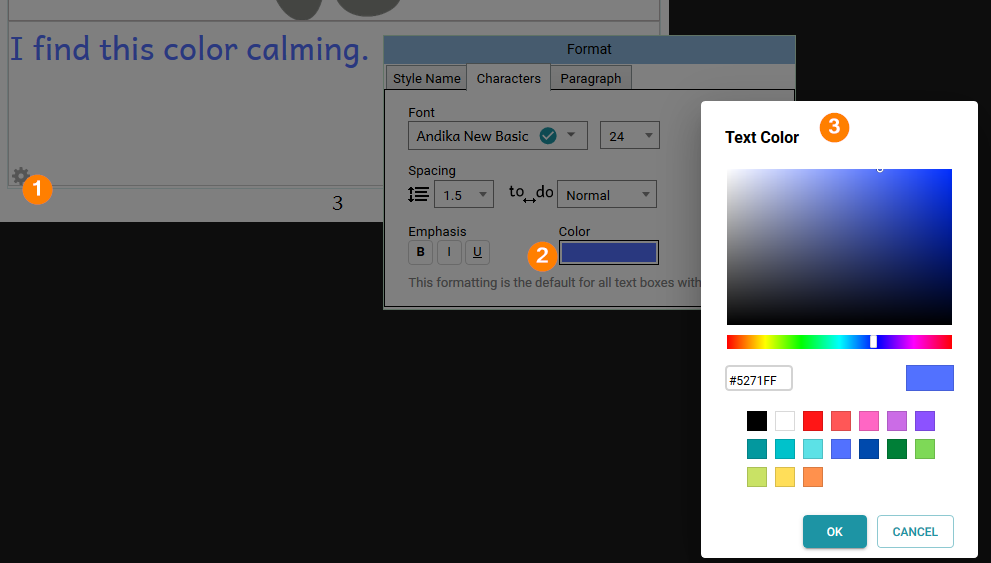 I find this color calming.
1
3
Format
Style Name Characters Paragraph
Font
Andika New Basic 24
Spacing
1.5 to do Normal
Emphasis Color
B I U
2
This formatting is the default for all text boxes with
Text Color 3
#5271FF
OK CANCEL